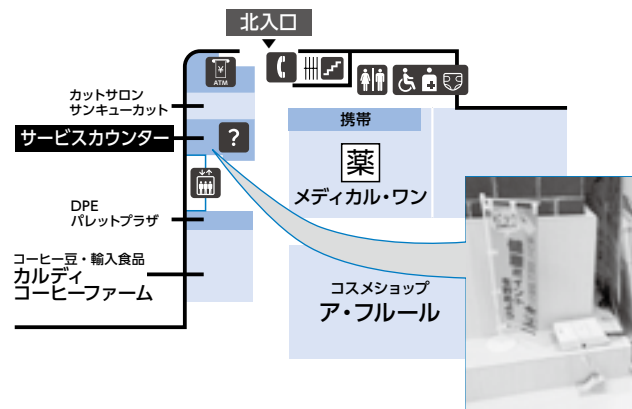 北入口
¥
ATM
カットサロン
サンキューカット
サービスカウンター
?
携帯
薬
メディカル・ワン
DPE
パレットプラザ
コーヒー豆・輸入食品
カルディ
コーヒーファーム
コスメショップ
ア・フルール